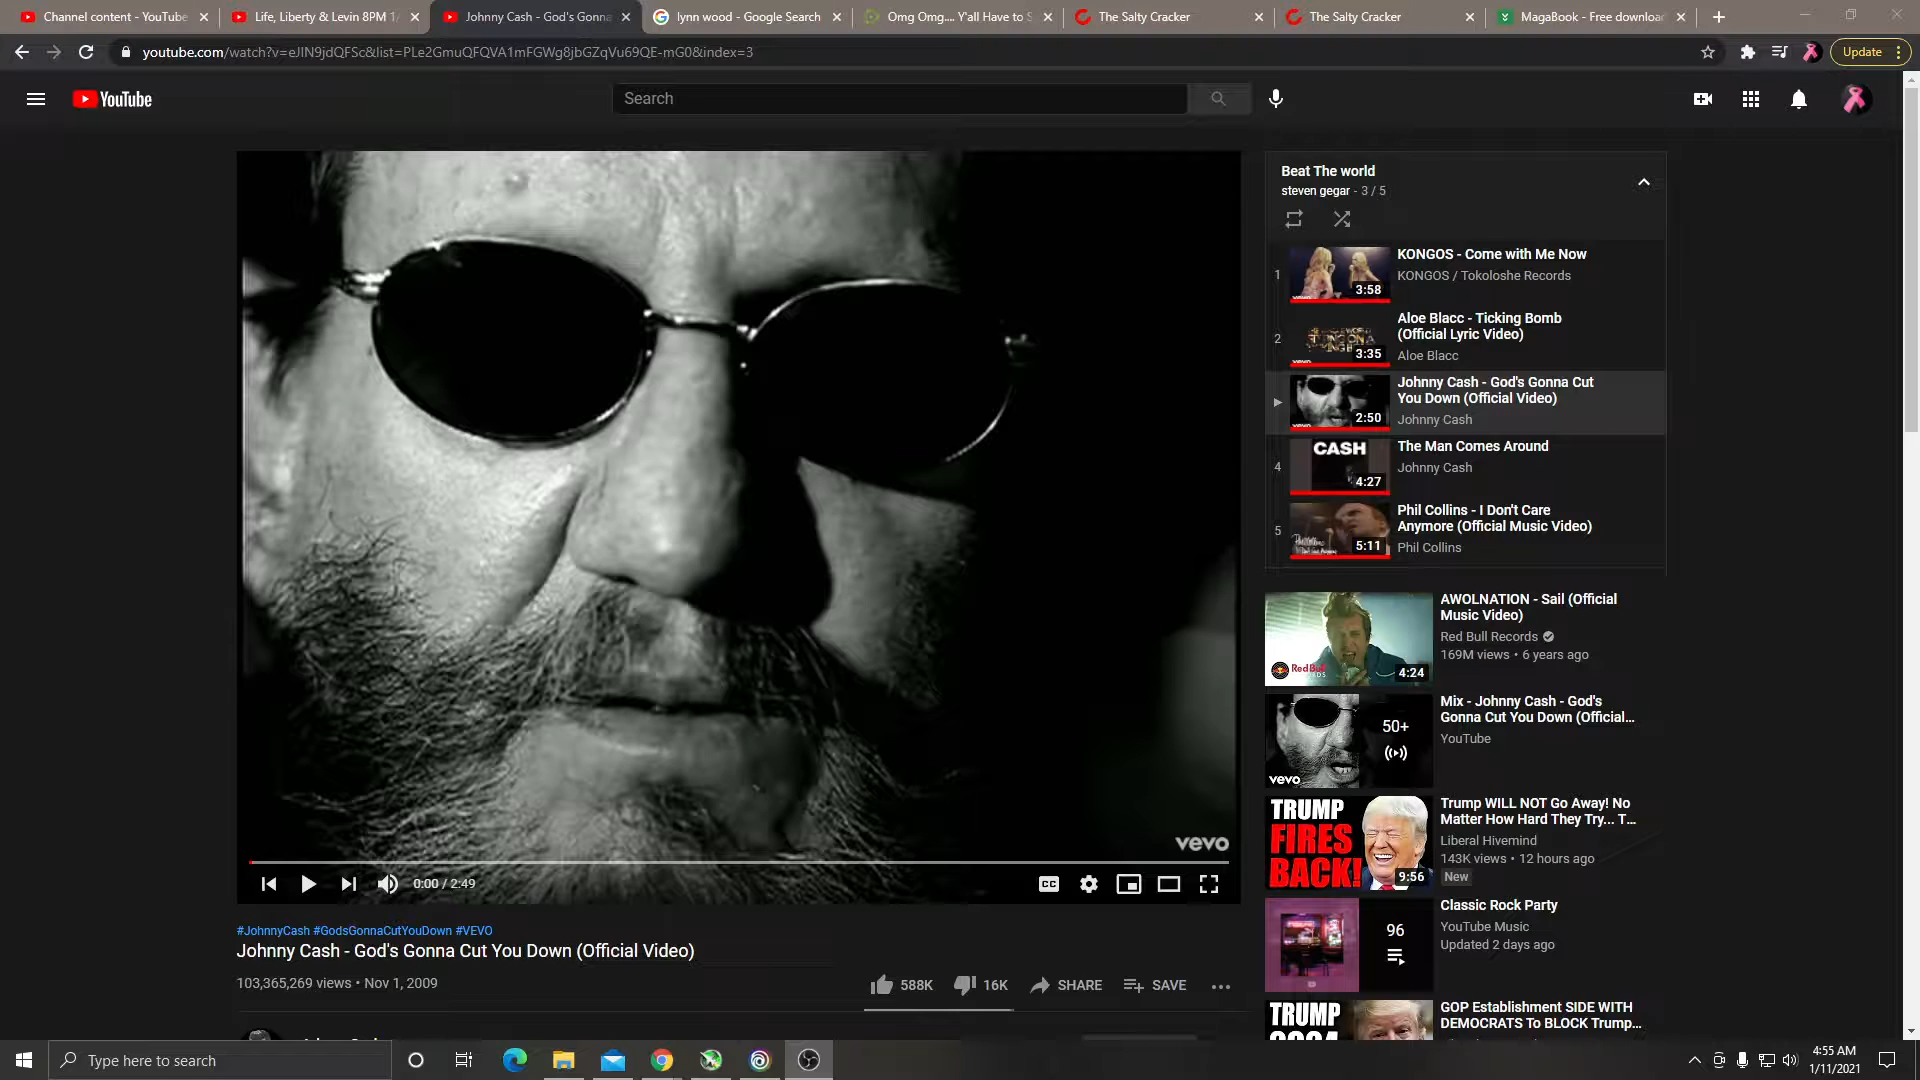 Channel content - YouTube
Life, Liberty & Levin 8PM 1/
Johnny Cash - God's Gonna
lynn wood - Google Search
Omg Omg.... Y'all Have to S
The Salty Cracker
The Salty Cracker
MagaBook - Free downloa
youtube.com/watch?v=eJlN9jdQFSc&list=PLe2GmuQFQVA1mFGWg8jbGZqVu69QE-mG0&index=3
Update
YouTube
Search
Beat The world
steven gegar - 3 / 5
1
KONGOS - Come with Me Now
KONGOS / Tokoloshe Records
3:58
2
Aloe Blacc - Ticking Bomb
(Official Lyric Video)
Aloe Blacc
3:35
Johnny Cash - God's Gonna Cut
You Down (Official Video)
Johnny Cash
2:50
4
CASH
The Man Comes Around
Johnny Cash
4:27
5
Phil Collins - I Don't Care
Anymore (Official Music Video)
Phil Collins
5:11
AWOLNATION - Sail (Official
Music Video)
Red Bull Records
169M views • 6 years ago
4:24
Mix - Johnny Cash - God's
Gonna Cut You Down (Official...
YouTube
50+
vevo
TRUMP
FIRES
BACK!
9:56
Trump WILL NOT Go Away! No
Matter How Hard They Try... T...
Liberal Hivemind
143K views • 12 hours ago
New
Classic Rock Party
YouTube Music
Updated 2 days ago
96
TRUMP
GOP Establishment SIDE WITH
DEMOCRATS To BLOCK Trump...
vevo
0:00 / 2:49
CC
#JohnnyCash #GodsGonnaCutYouDown #VEVO
Johnny Cash - God's Gonna Cut You Down (Official Video)
103,365,269 views • Nov 1, 2009
588K
16K
SHARE
SAVE
Type here to search
4:55 AM
1/11/2021